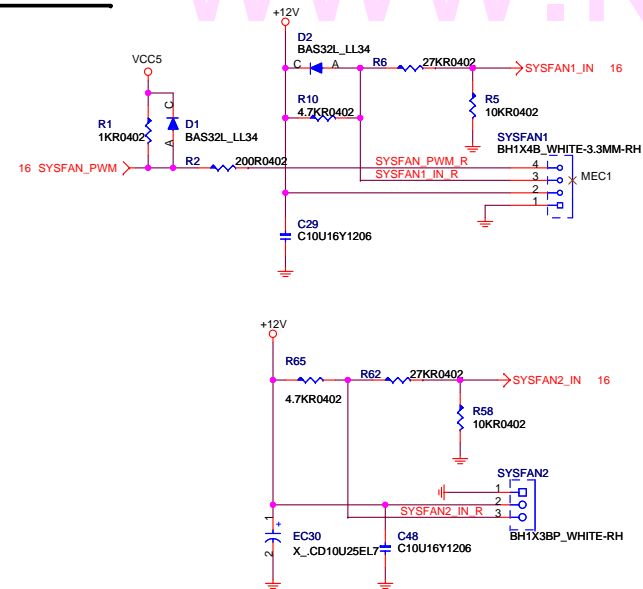 +12V
D2
BAS32L_LL34
C A
R6 27KR0402
SYSFAN1_IN 16
VCC5
R10
4.7KR0402
R5
10KR0402
R1
1KR0402
C
A
D1
BAS32L_LL34
SYSFAN1
BH1X4B_WHITE-3.3MM-RH
16 SYSFAN_PWM
R2 200R0402
SYSFAN_PWM_R
SYSFAN1_IN_R
4
3
2
1
MEC1
C29
C10U16Y1206
+12V
R65
4.7KR0402
R62 27KR0402
SYSFAN2_IN 16
R58
10KR0402
SYSFAN2
1
2
3
SYSFAN2_IN_R
BH1X3BP_WHITE-RH
1
+
2
EC30
X_.CD10U25EL7
C48
C10U16Y1206